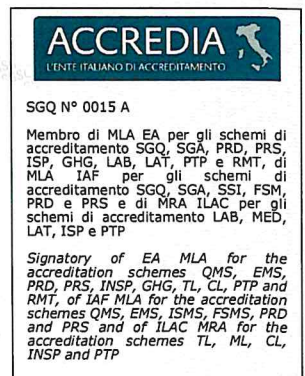 ACCREDIA
L'ENTE ITALIANO DI ACCREDITAMENTO
SGQ N° 0015 A
Membro di MLA EA per gli schemi di
accreditamento SGQ, SGA, PRD, PRS,
ISP, GHG, LAB, LAT, PTP e RMT, di
MLA IAF per gli schemi di
accreditamento SGQ, SGA, SSI, FSM,
PRD e PRS e di MRA ILAC per gli
schemi di accreditamento LAB, MED,
LAT, ISP e PTP
Signatory of EA MLA for the
accreditation schemes QMS, EMS,
PRD, PRS, INSP, GHG, TL, CL, PTP and
RMT, of IAF MLA for the accreditation
schemes QMS, EMS, ISMS, FSMS, PRD
and PRS and of ILAC MRA for the
accreditation schemes TL, ML, CL,
INSP and PTP